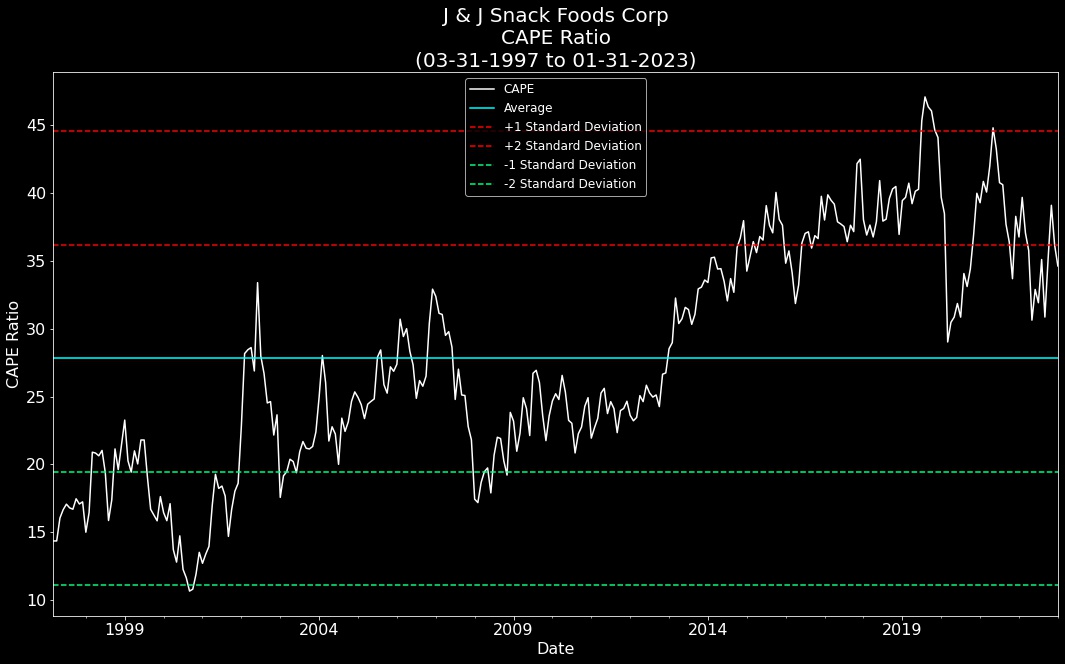 J & J Snack Foods Corp
CAPE Ratio
(03-31-1997 to 01-31-2023)
CAPE
Average
+1 Standard Deviation
+2 Standard Deviation
-1 Standard Deviation
-2 Standard Deviation
CAPE Ratio
45
40
35
30
25
20
15
10
1999
2004
2009
2014
2019
Date